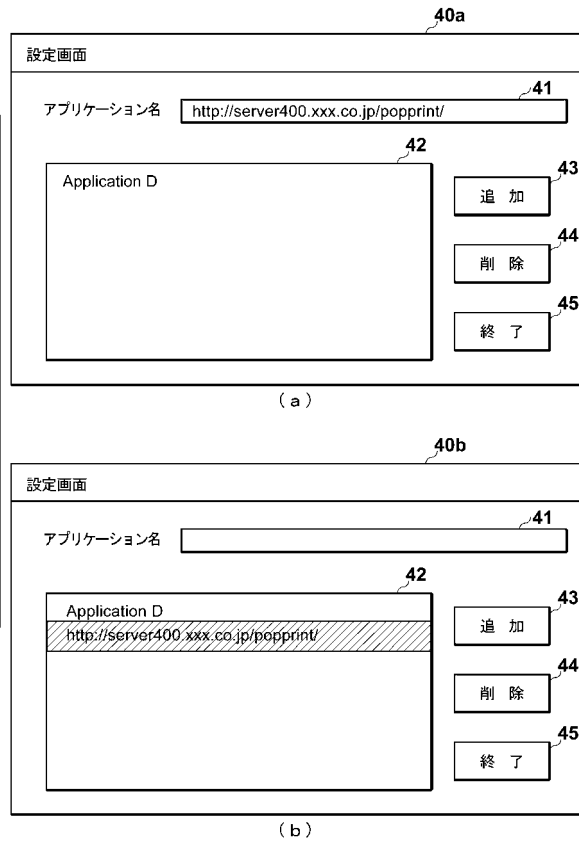 40a
設定画面
41
アプリケーション名 http://server400.xxx.co.jp/popprint/
42
43
Application D
追 加
44
削 除
45
終 了
(a)
40b
設定画面
41
アプリケーション名
42
43
Application D
http://server400.xxx.co.jp/popprint/
追 加
44
削 除
45
終 了
(b)